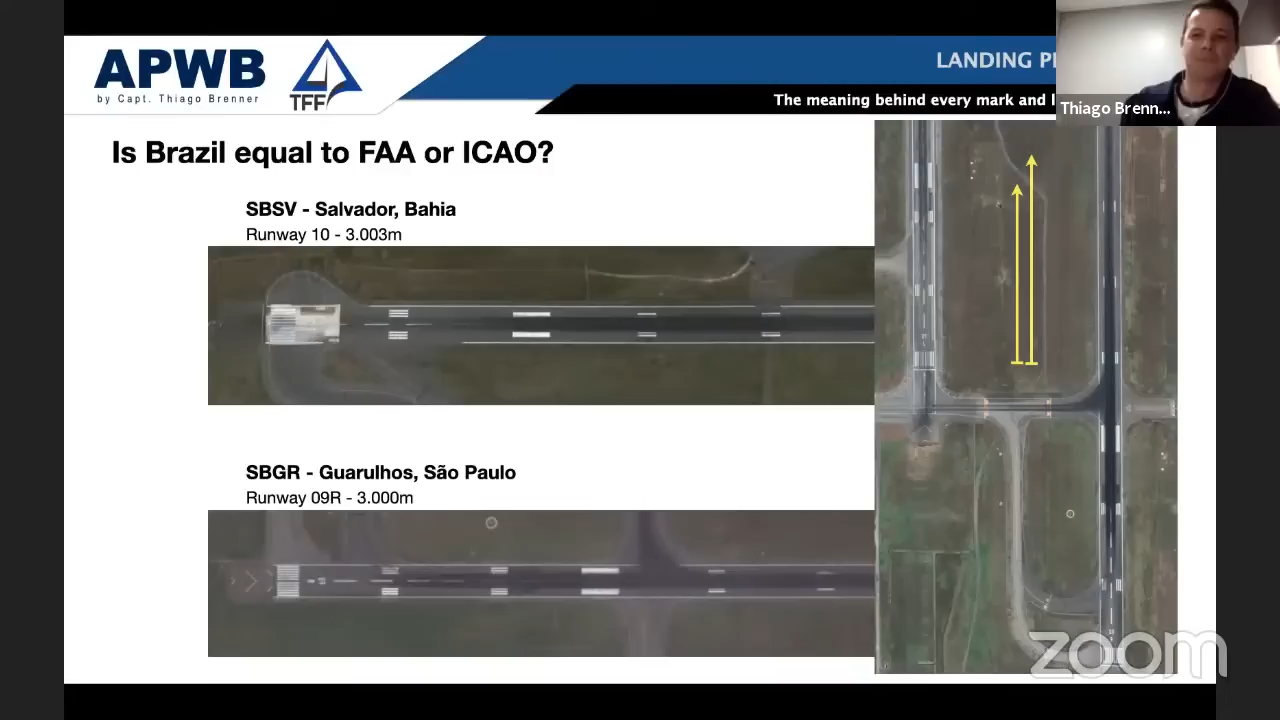 APWB
by Capt. Thiago Brenner
TFF
LANDING P
The meaning behind every mark and l
Thiago Brenn...
Is Brazil equal to FAA or ICAO?
SBSV - Salvador, Bahia
Runway 10 - 3.003m
SBGR - Guarulhos, São Paulo
Runway 09R - 3.000m
zoom